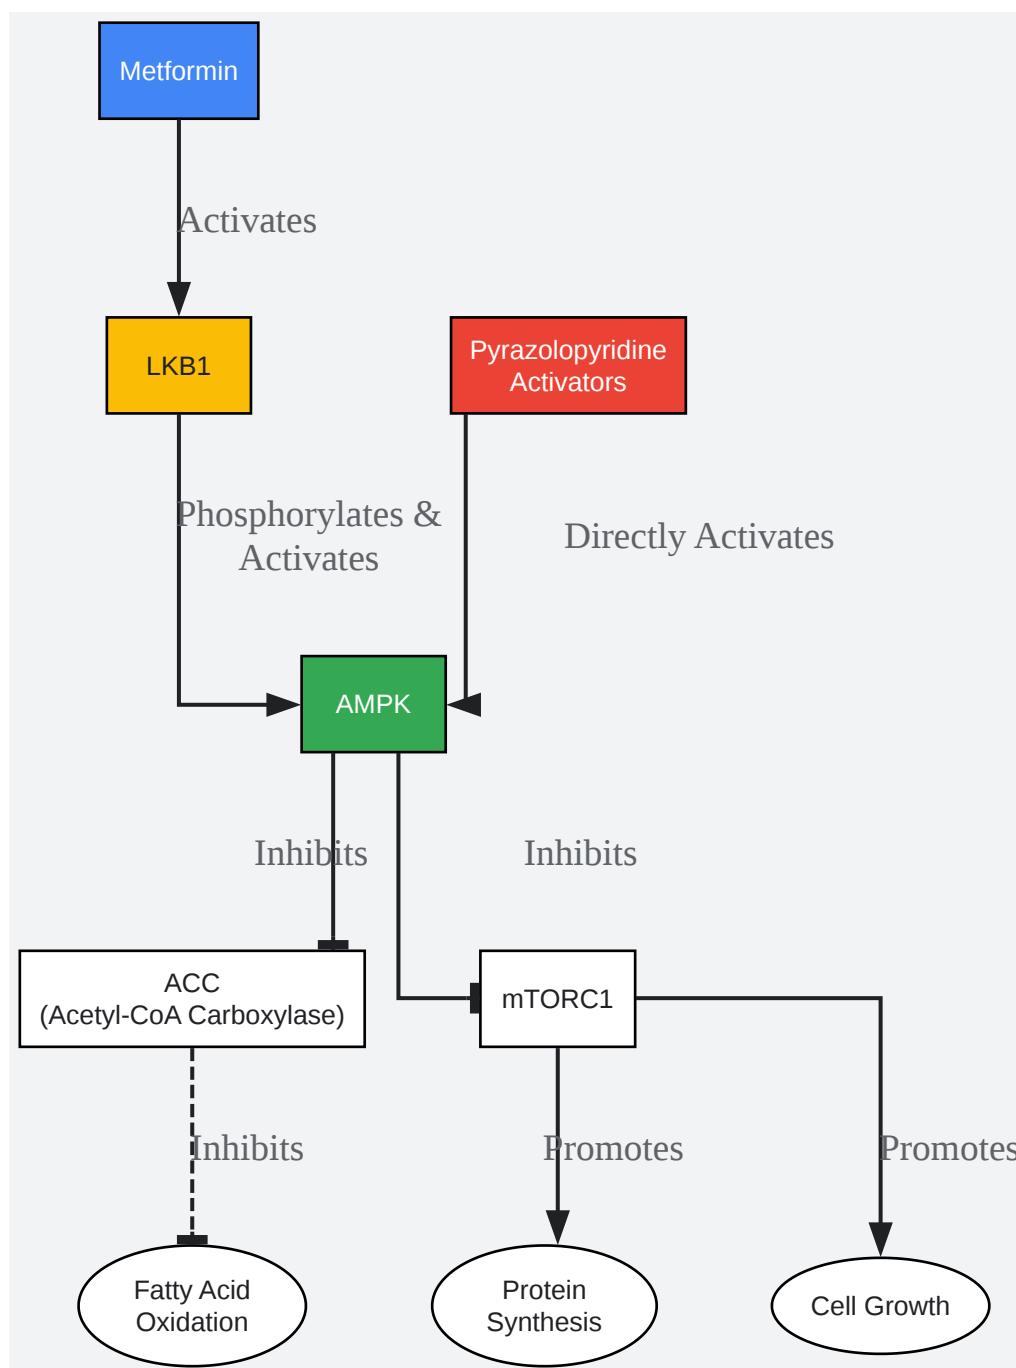 Metformin
Activates
LKB1
Pyrazolopyridine
Activators
Phosphorylates &
Activates
Directly Activates
AMPK
Inhibits
Inhibits
ACC
(Acetyl-CoA Carboxylase)
mTORC1
Inhibits
Promotes
Promotes
Fatty Acid
Oxidation
Protein
Synthesis
Cell Growth